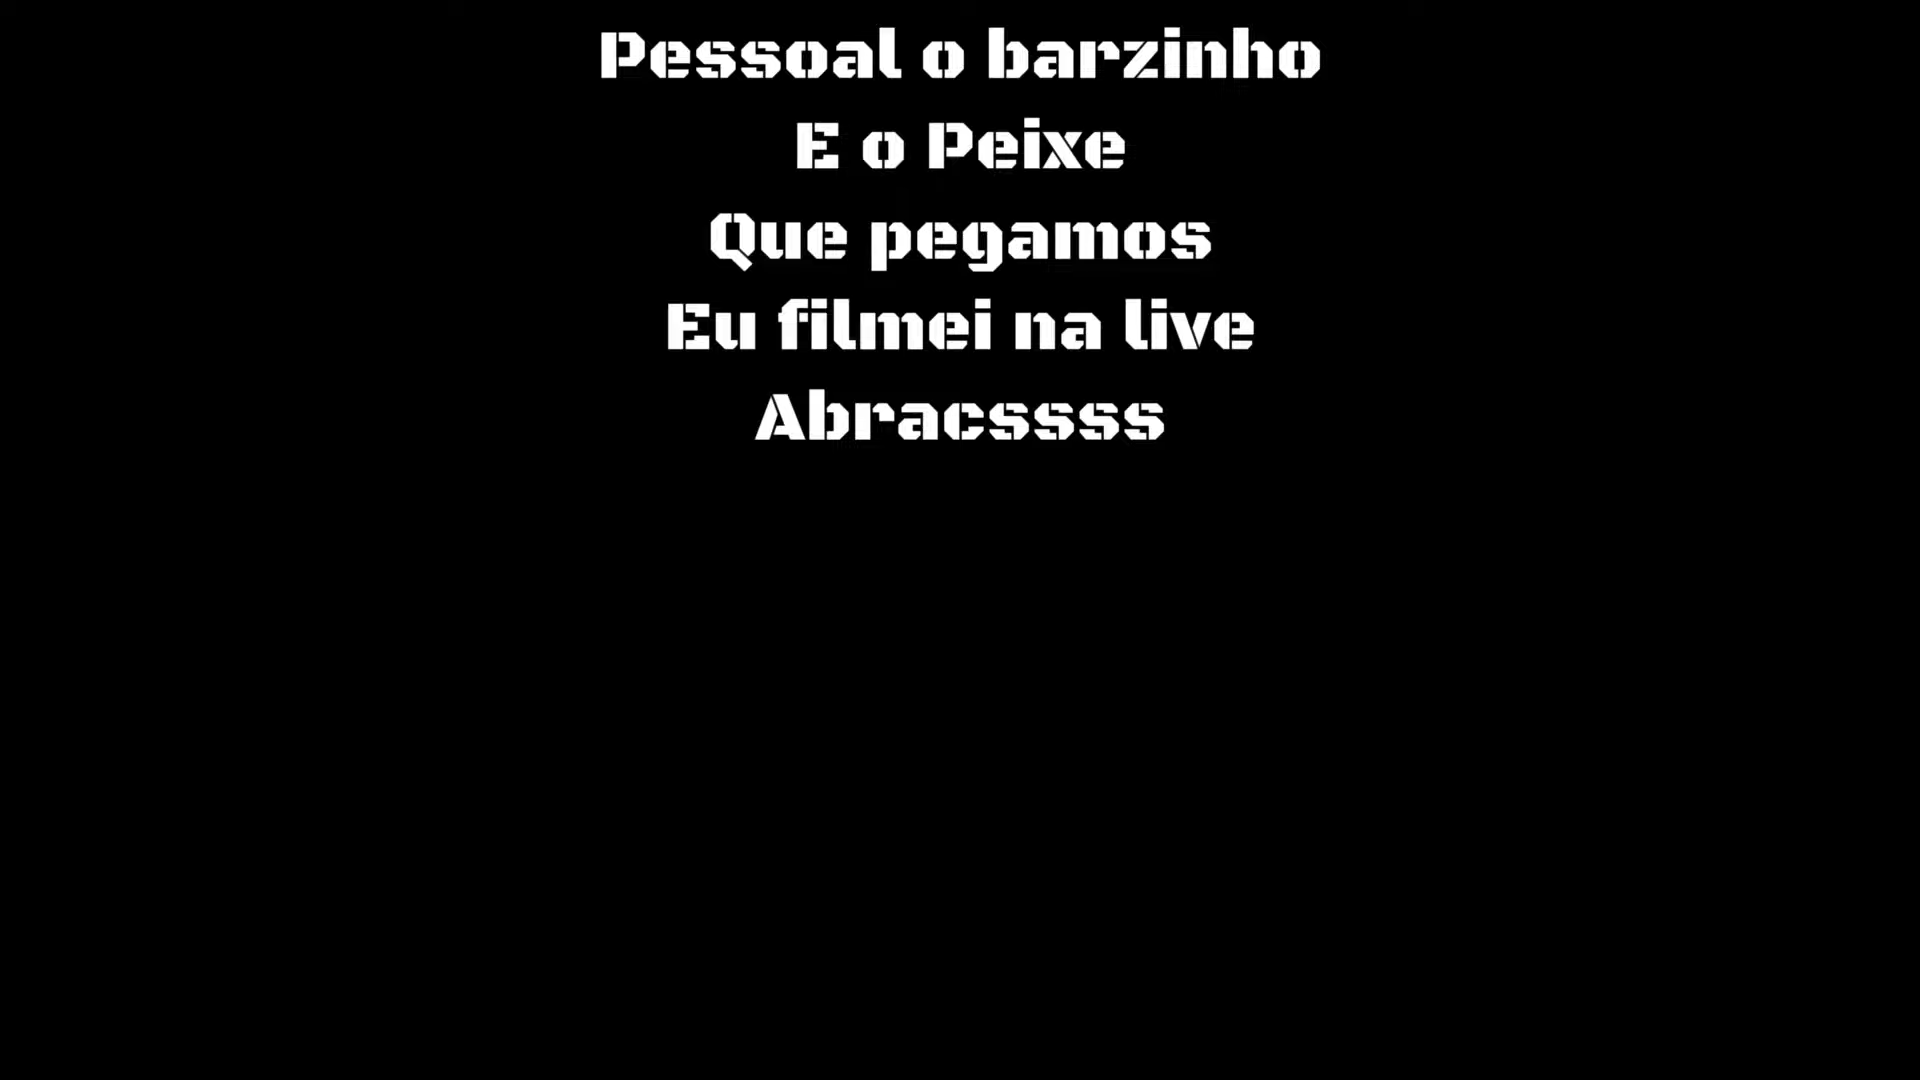 Pessoal o barzinho
E o Peixe
Que pegamos
Eu filmei na live
Abracssss